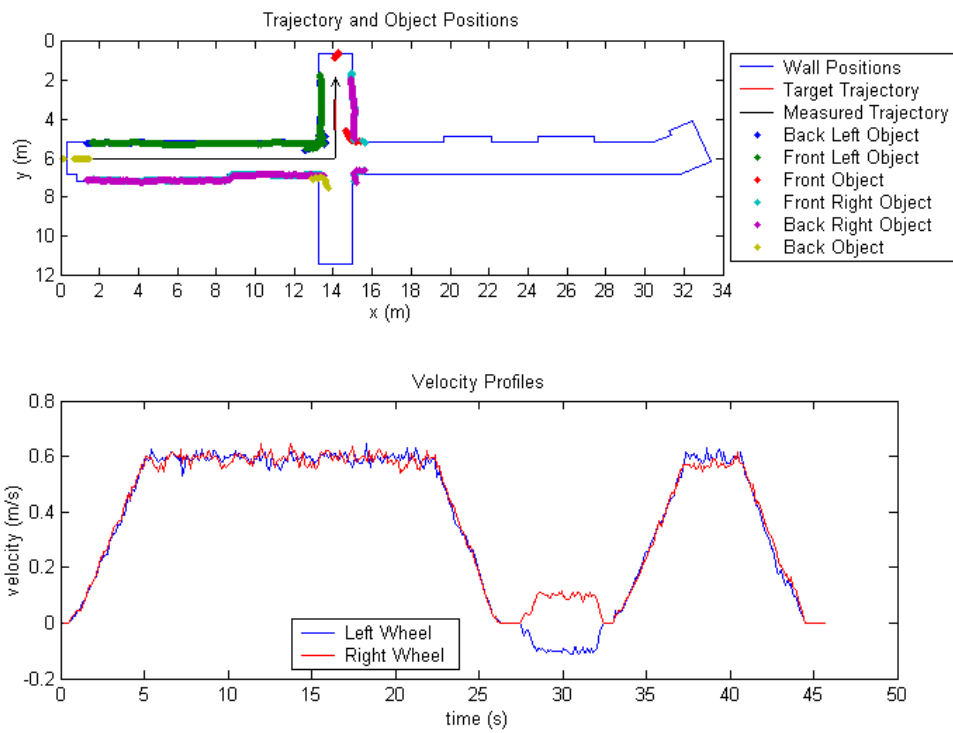 Trajectory and Object Positions
0
2
4
6
8
10
12
y (m)
0 2 4 6 8 10 12 14 16 18 20 22 24 26 28 30 32 34
x (m)
Wall Positions
Target Trajectory
Measured Trajectory
Back Left Object
Front Left Object
Front Object
Front Right Object
Back Right Object
Back Object
Velocity Profiles
0.8
0.6
0.4
0.2
0
-0.2
velocity (m/s)
Left Wheel
Right Wheel
0 5 10 15 20 25 30 35 40 45 50
time (s)